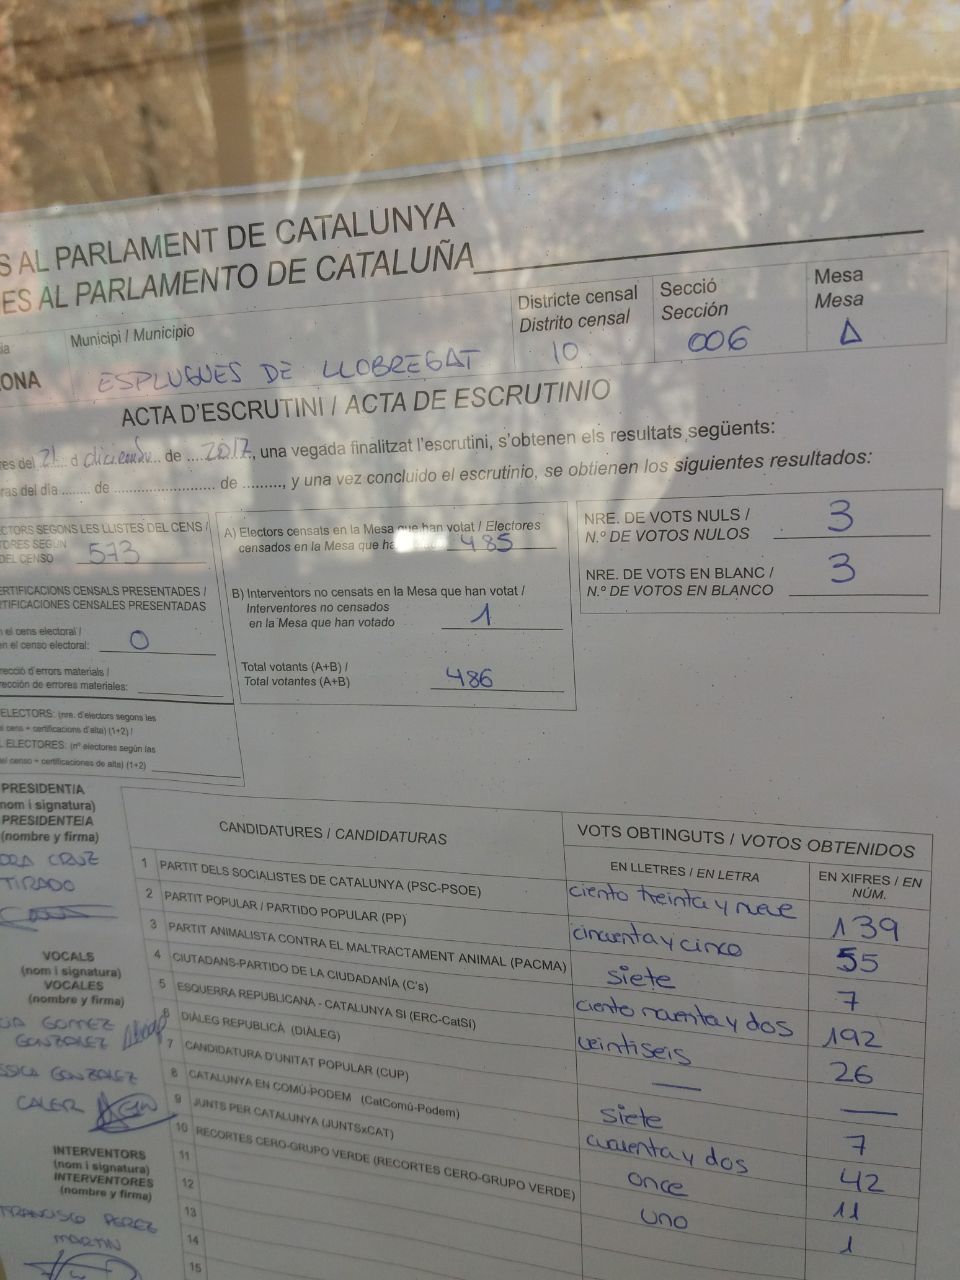 S AL PARLAMENT DE CATALUNYA
ES AL PARLAMENTO DE CATALUÑA
Municipi / Municipio
ESPLUGUES DE LLOBREGAT
Districte censal
Distrito censal
10
Secció
Sección
006
Mesa
Mesa
A
ONA
ACTA D'ESCRUTINI / ACTA DE ESCRUTINIO
res del 21 d diciembre de 2017, una vegada finalitzat l'escrutini, s'obtenen els resultats següents:
ras del día ....... de ........................ de ........., y una vez concluido el escrutinio, se obtienen los siguientes resultados:
CTORS SEGONS LES LLISTES DEL CENS /
TORES SEGÚN
DEL CENSO 573
ERTIFICACIONS CENSALS PRESENTADES /
TIFICACIONES CENSALES PRESENTADAS
n el cens electoral /
en el censo electoral: 0
recció d'errors materials /
rección de errores materiales:
ELECTORS: (nre. d'electors segons les
cens + certificacions d'alta) (1+2) /
L ELECTORES: (nº electores según las
del censo + certificaciones de alta) (1+2)
A) Electors censats en la Mesa que han votat / Electores
censados en la Mesa que ha 485
B) Interventors no censats en la Mesa que han votat /
Interventores no censados
en la Mesa que han votado 1
Total votants (A+B) /
Total votantes (A+B) 486
NRE. DE VOTS NULS /
N.º DE VOTOS NULOS 3
NRE. DE VOTS EN BLANC /
N.º DE VOTOS EN BLANCO 3
PRESIDENT/A
(nom i signatura)
PRESIDENTE/A
(nombre y firma)
DRA CRUZ
TIRADO
VOCALS
(nom i signatura)
VOCALES
(nombre y firma)
GOMEZ
GONZALEZ
SSICA GONZALEZ
CALER
INTERVENTORS
(nom i signatura)
INTERVENTORES
(nombre y firma)
FRANCISCO PEREZ
MARTIN
CANDIDATURES / CANDIDATURAS
VOTS OBTINGUTS / VOTOS OBTENIDOS
EN LLETRES / EN LETRA
EN XIFRES / EN
NÚM.
1 PARTIT DELS SOCIALISTES DE CATALUNYA (PSC-PSOE) ciento treinta y nueve 139
2 PARTIT POPULAR / PARTIDO POPULAR (PP) cincuenta y cinco 55
3 PARTIT ANIMALISTA CONTRA EL MALTRACTAMENT ANIMAL (PACMA) siete 7
4 CIUTADANS-PARTIDO DE LA CIUDADANÍA (C's) ciento noventa y dos 192
5 ESQUERRA REPUBLICANA - CATALUNYA SÍ (ERC-CatSí) veintiseis 26
6 DIÀLEG REPUBLICÀ (DIÀLEG) — —
7 CANDIDATURA D'UNITAT POPULAR (CUP) siete 7
8 CATALUNYA EN COMÚ-PODEM (CatComú-Podem) cuarenta y dos 42
9 JUNTS PER CATALUNYA (JUNTSxCAT) once 11
10 RECORTES CERO-GRUPO VERDE (RECORTES CERO-GRUPO VERDE) uno 1
11
12
13
14
15